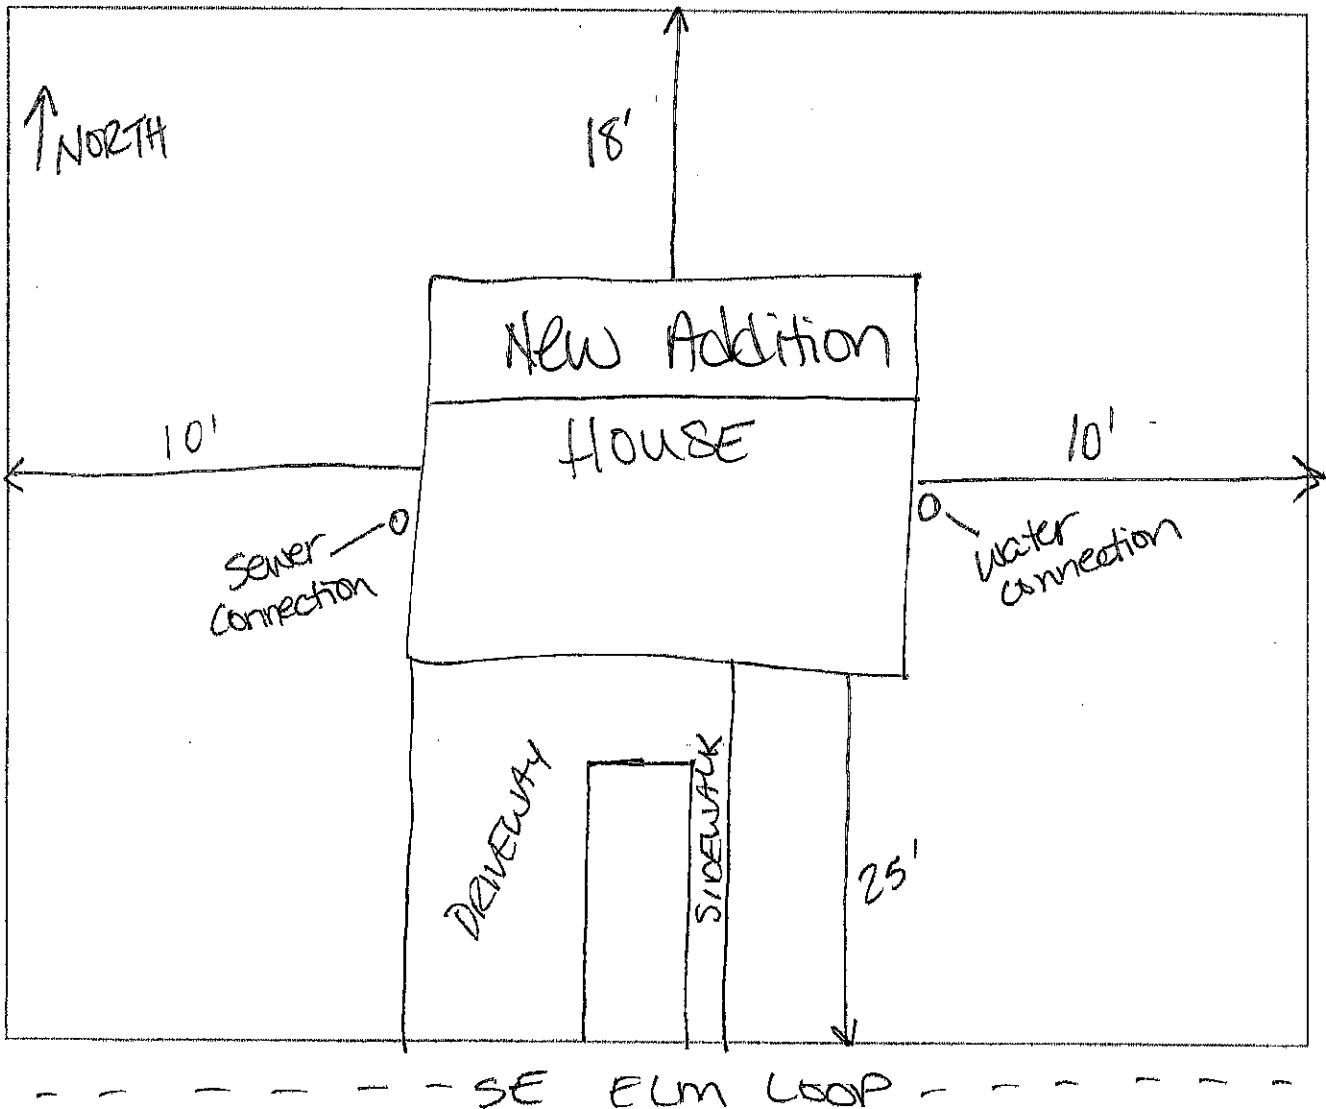 18'
NORTH
New Addition
HOUSE
10'
10'
Sewer
connection
water
connection
DRIVEWAY
SIDEWALK
25'
SE ELM LOOP